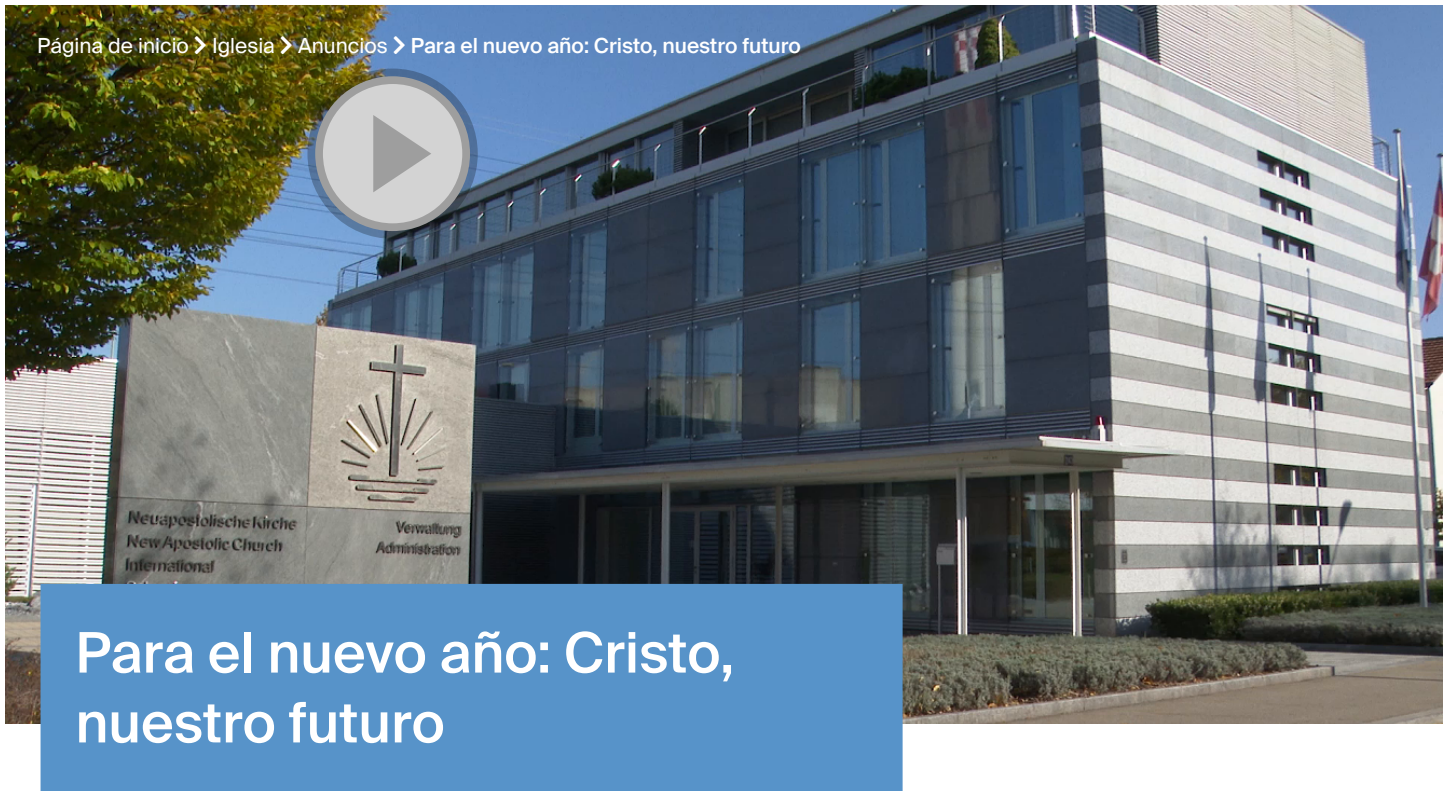 Página de inicio > Iglesia > Anuncios > Para el nuevo año: Cristo, nuestro futuro
Neuapostolische Kirche
New Apostolic Church
International
Verwaltung
Administration
Para el nuevo año: Cristo,
nuestro futuro